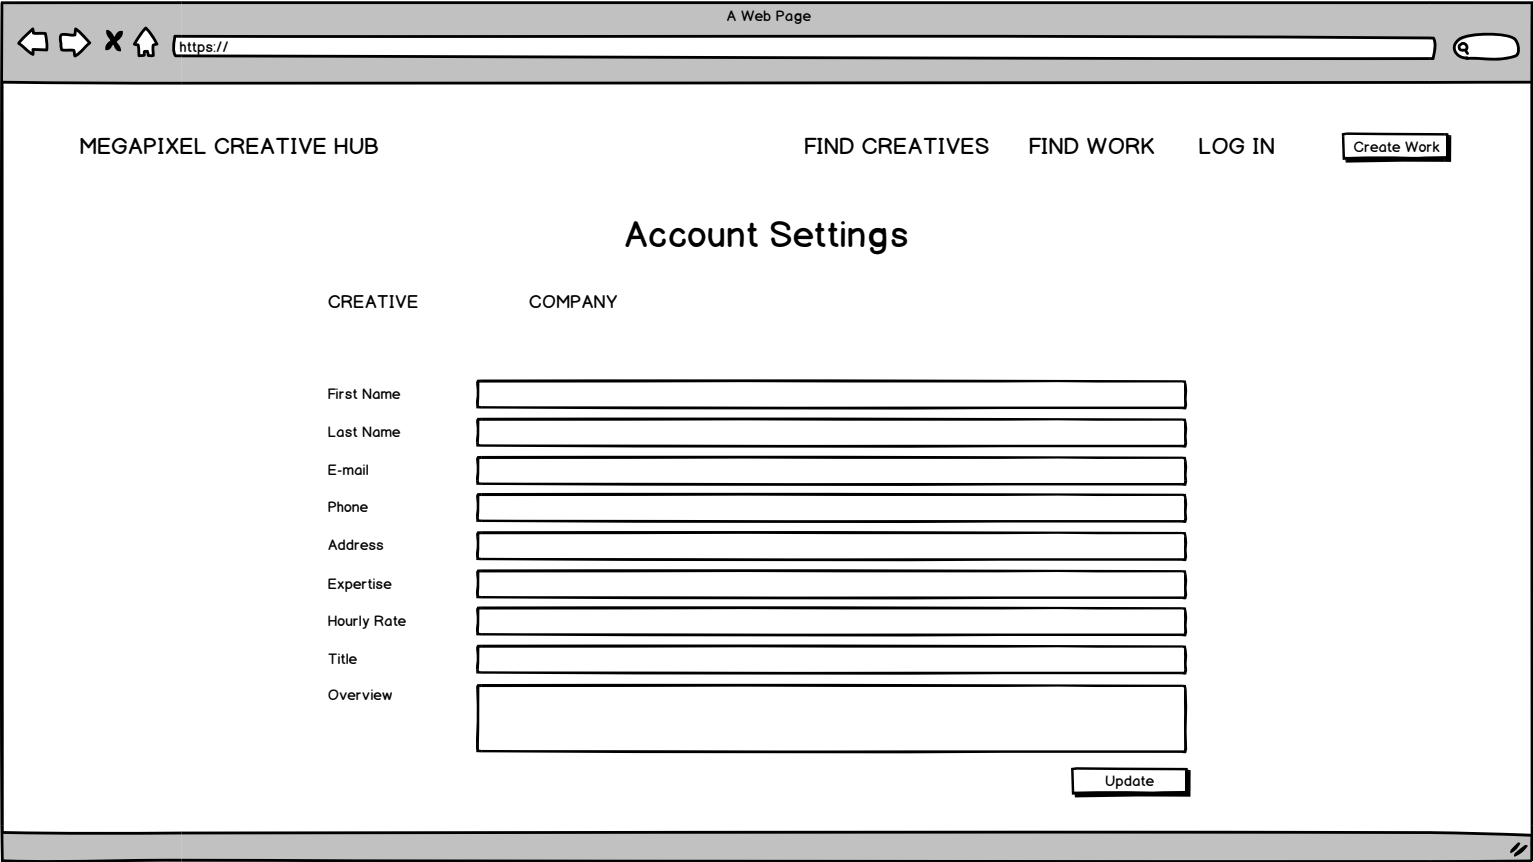 A Web Page
https://
MEGAPIXEL CREATIVE HUB FIND CREATIVES FIND WORK LOG IN Create Work
Account Settings
CREATIVE COMPANY
First Name
Last Name
E-mail
Phone
Address
Expertise
Hourly Rate
Title
Overview
Update